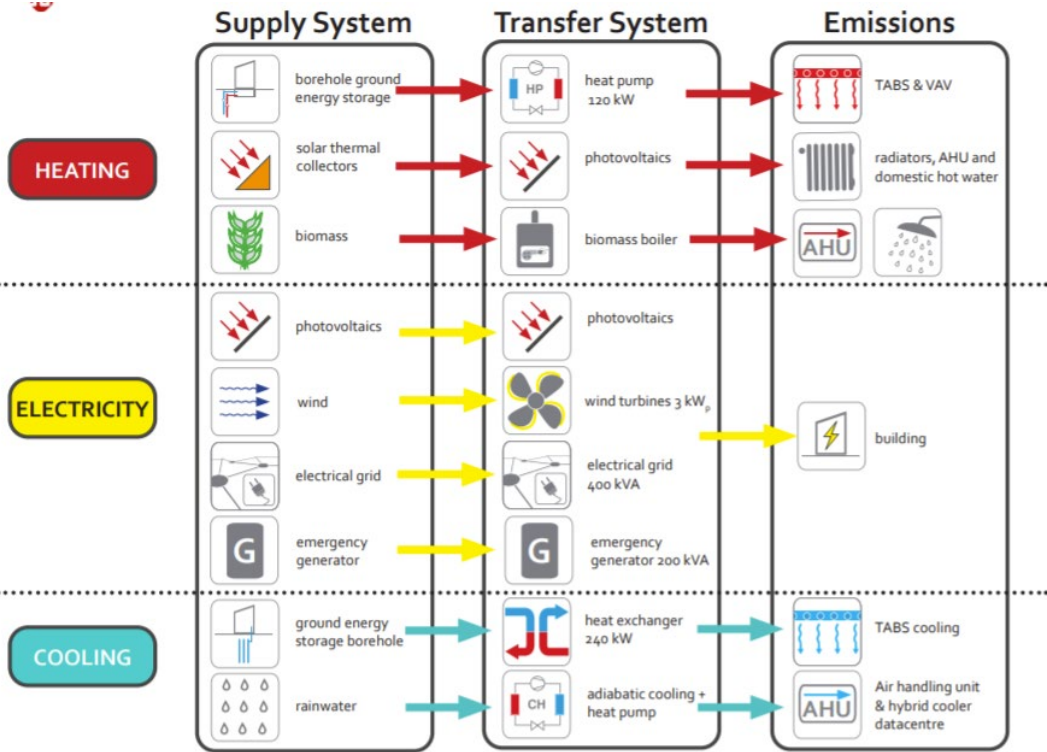 Supply System
Transfer System
Emissions
HEATING
borehole ground
energy storage
HP
heat pump
120 kW
TABS & VAV
solar thermal
collectors
photovoltaics
radiators, AHU and
domestic hot water
biomass
biomass boiler
AHU
ELECTRICITY
photovoltaics
photovoltaics
wind
wind turbines 3 kWp
building
electrical grid
electrical grid
400 kVA
G
emergency
generator
G
emergency
generator 200 kVA
COOLING
ground energy
storage borehole
heat exchanger
240 kW
TABS cooling
rainwater
CH
adiabatic cooling +
heat pump
AHU
Air handling unit
& hybrid cooler
datacentre